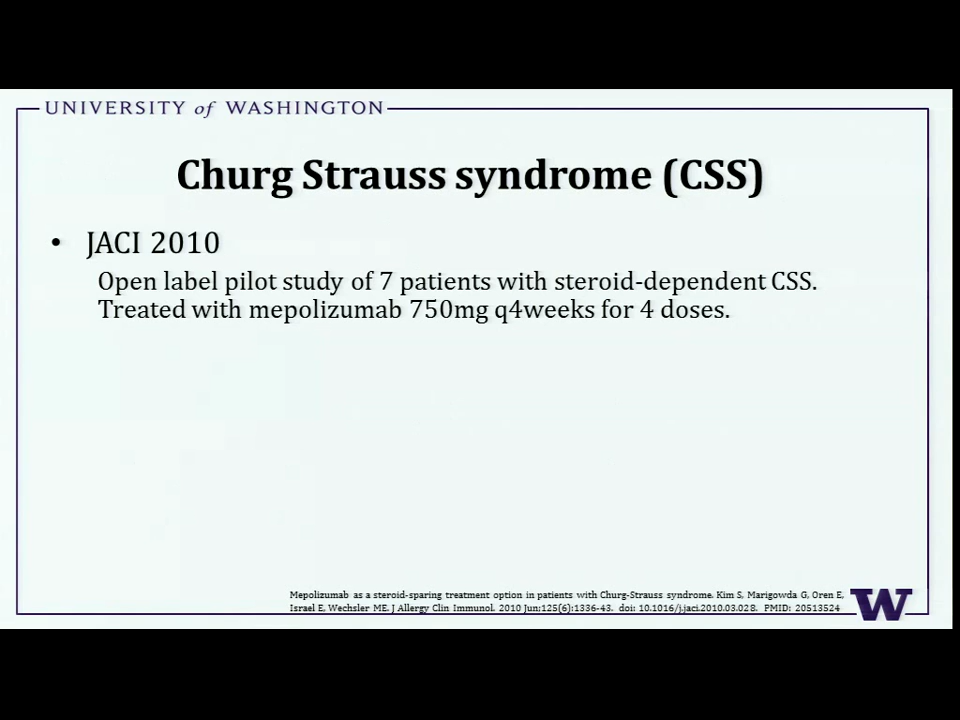 UNIVERSITY of WASHINGTON
Churg Strauss syndrome (CSS)
• JACI 2010
Open label pilot study of 7 patients with steroid-dependent CSS.
Treated with mepolizumab 750mg q4weeks for 4 doses.
Mepolizumab as a steroid-sparing treatment option in patients with Churg-Strauss syndrome. Kim S, Marigowda G, Oren E,
Israel E, Wechsler ME. J Allergy Clin Immunol. 2010 Jun;125(6):1336-43. doi: 10.1016/j.jaci.2010.03.028. PMID: 20513524
W